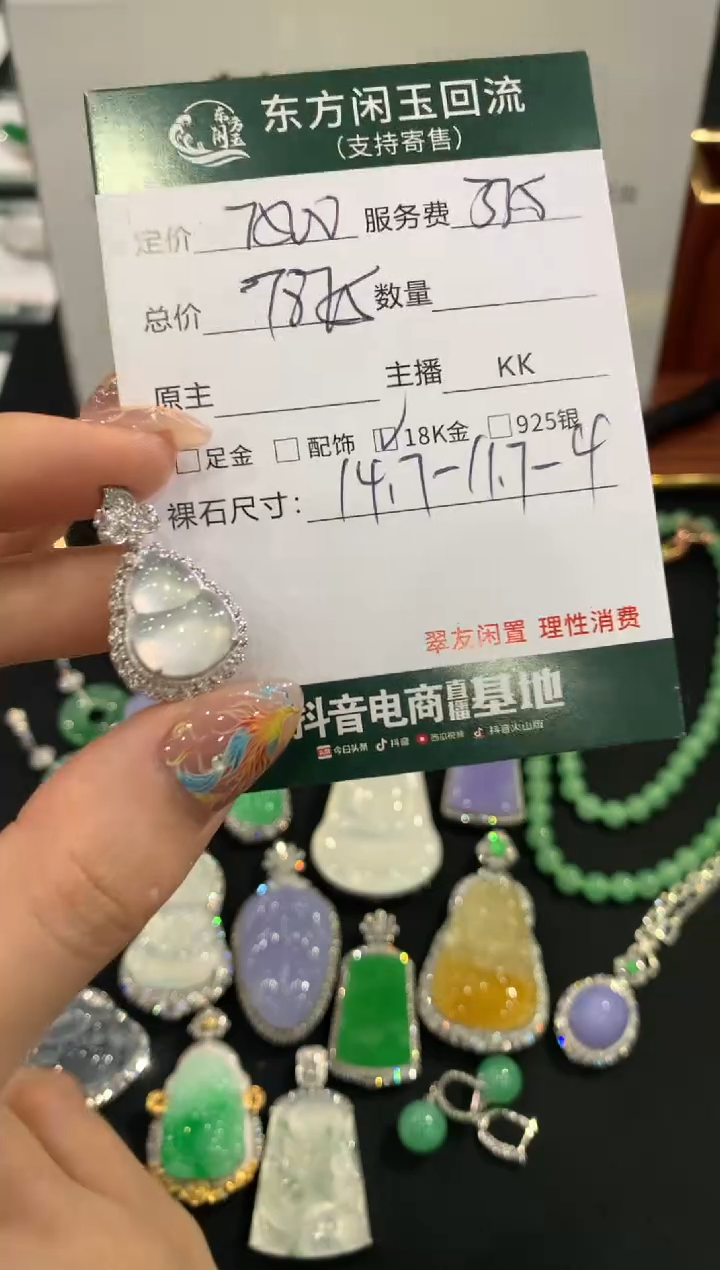 东方闲玉
东方闲玉回流
(支持寄售)
定价 服务费
总价 数量
原主 主播 KK
足金 配饰 18K金 925银
裸石尺寸: 14.7-11.7-4
翠友闲置 理性消费
抖音电商直播基地
今日头条 抖音 西瓜视频 抖音火山版